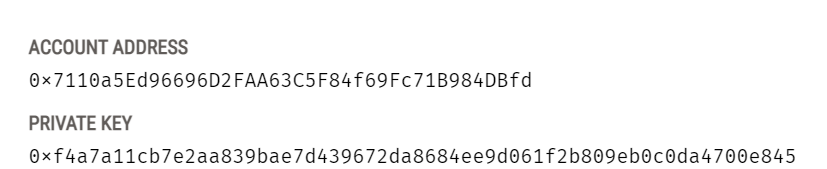 ACCOUNT ADDRESS
0x7110a5Ed96696D2FAA63C5F84f69Fc71B984DBfd
PRIVATE KEY
0xf4a7a11cb7e2aa839bae7d439672da8684ee9d061f2b809eb0c0da4700e845